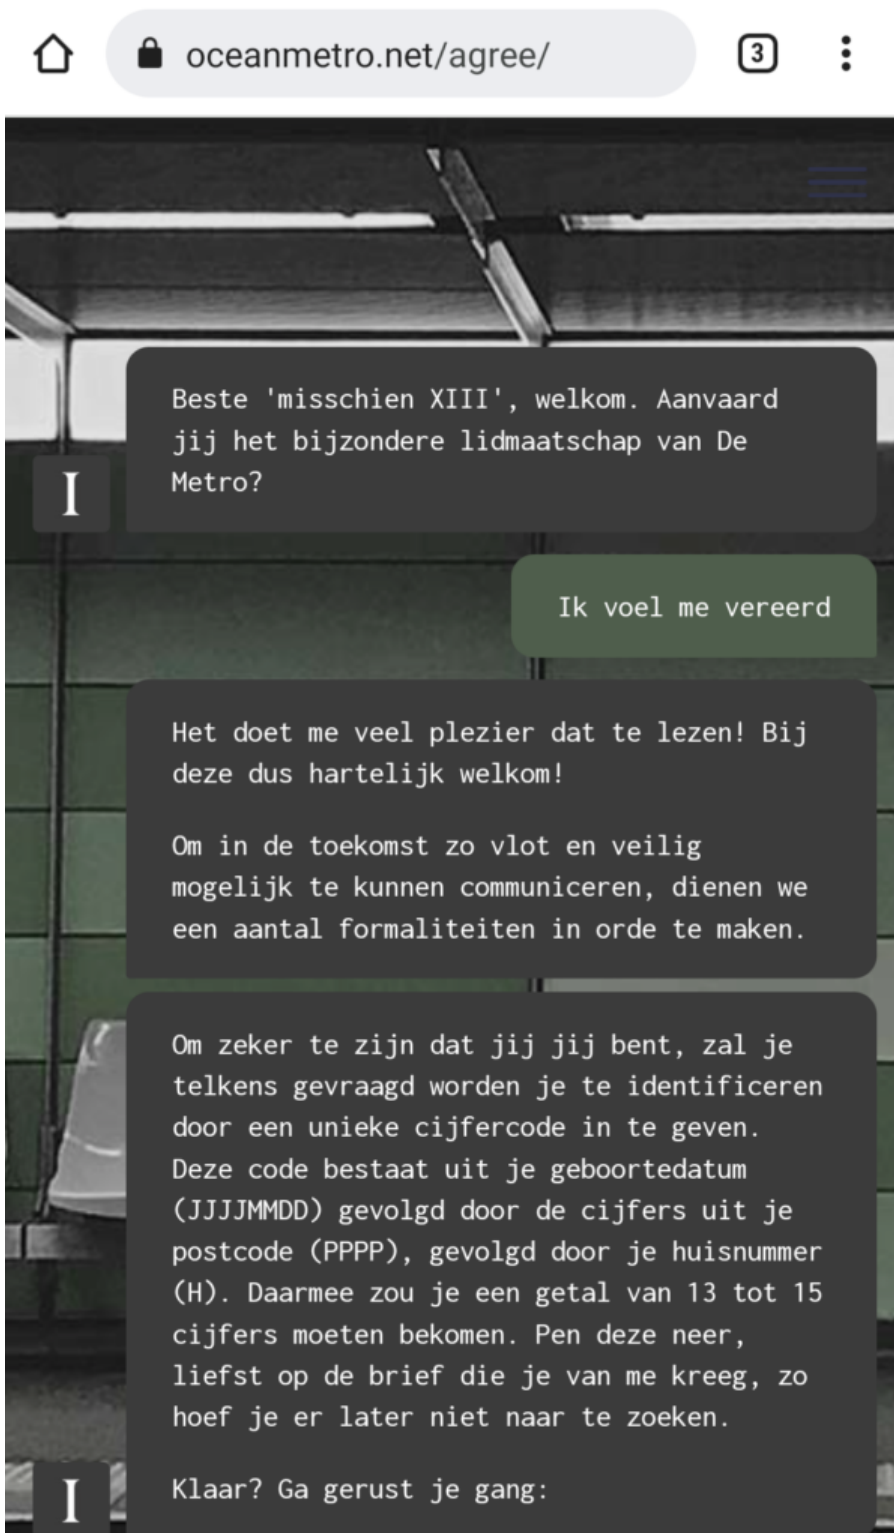 oceanmetro.net/agree/
3
Beste 'misschien XIII', welkom. Aanvaard
jij het bijzondere lidmaatschap van De
Metro?
I
Ik voel me vereerd
Het doet me veel plezier dat te lezen! Bij
deze dus hartelijk welkom!
Om in de toekomst zo vlot en veilig
mogelijk te kunnen communiceren, dienen we
een aantal formaliteiten in orde te maken.
Om zeker te zijn dat jij jij bent, zal je
telkens gevraagd worden je te identificeren
door een unieke cijfercode in te geven.
Deze code bestaat uit je geboortedatum
(JJJJMMDD) gevolgd door de cijfers uit je
postcode (PPPP), gevolgd door je huisnummer
(H). Daarmee zou je een getal van 13 tot 15
cijfers moeten bekomen. Pen deze neer,
liefst op de brief die je van me kreeg, zo
hoef je er later niet naar te zoeken.
Klaar? Ga gerust je gang:
I